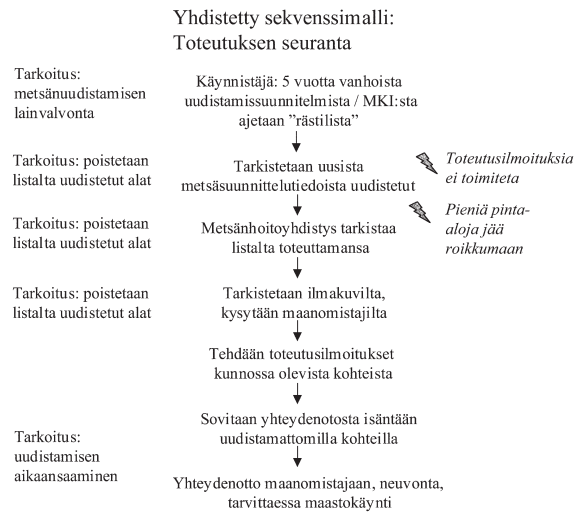 Yhdistetty sekvenssimalli:
Toteutuksen seuranta
Tarkoitus:
metsänuudistamisen
lainvalvonta
Käynnistäjä: 5 vuotta vanhoista
uudistamissuunnitelmista / MKI:sta
ajetaan ”rästilista”
Tarkoitus: poistetaan
listalta uudistetut alat
Tarkistetaan uusista
metsäsuunnittelutiedoista uudistetut
Toteutusilmoituksia
ei toimiteta
Tarkoitus: poistetaan
listalta uudistetut alat
Metsänhoitoyhdistys tarkistaa
listalta toteuttamansa
Pieniä pinta-
aloja jää
roikkumaan
Tarkoitus: poistetaan
listalta uudistetut alat
Tarkistetaan ilmakuvilta,
kysytään maanomistajilta
Tehdään toteutusilmoitukset
kunnossa olevista kohteista
Sovitaan yhteydenotosta isäntään
uudistamattomilla kohteilla
Tarkoitus:
uudistamisen
aikaansaaminen
Yhteydenotto maanomistajaan, neuvonta,
tarvittaessa maastokäynti